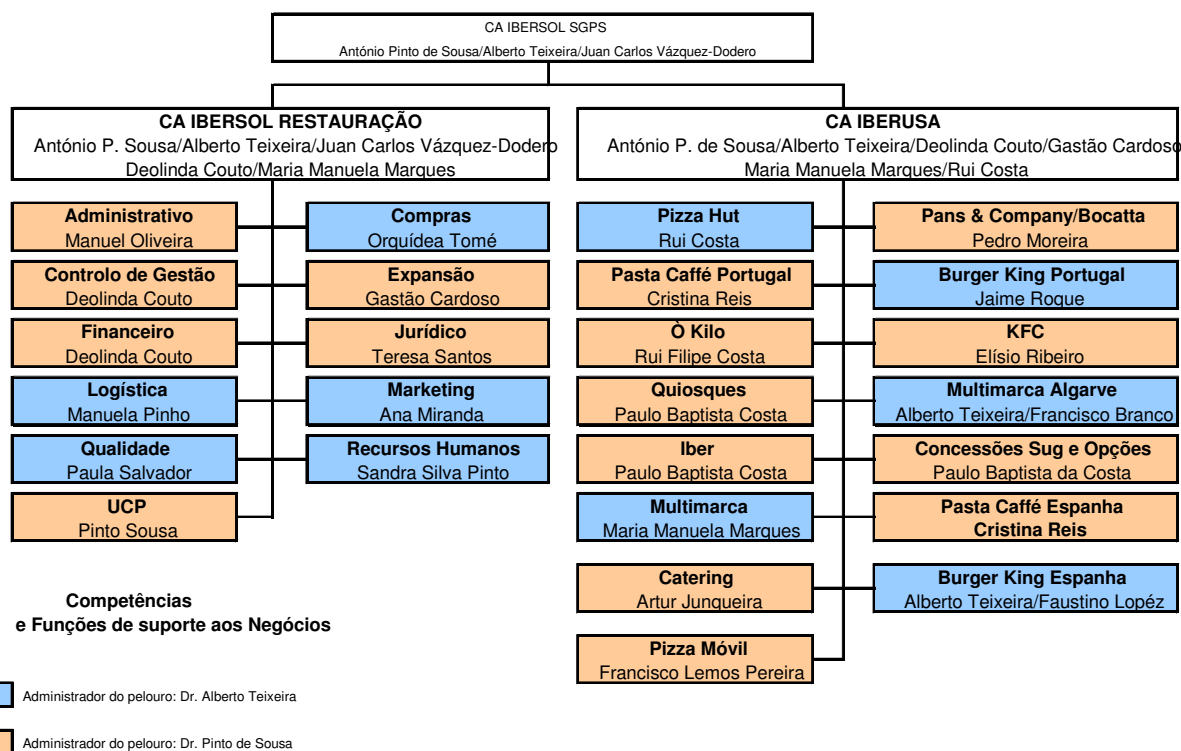 CA IBERSOL SGPS
António Pinto de Sousa/Alberto Teixeira/Juan Carlos Vázquez-Dodero
CA IBERSOL RESTAURAÇÃO
António P. Sousa/Alberto Teixeira/Juan Carlos Vázquez-Dodero
Deolinda Couto/Maria Manuela Marques
CA IBERUSA
António P. de Sousa/Alberto Teixeira/Deolinda Couto/Gastão Cardoso
Maria Manuela Marques/Rui Costa
Administrativo
Manuel Oliveira
Compras
Orquídea Tomé
Controlo de Gestão
Deolinda Couto
Expansão
Gastão Cardoso
Financeiro
Deolinda Couto
Jurídico
Teresa Santos
Logística
Manuela Pinho
Marketing
Ana Miranda
Qualidade
Paula Salvador
Recursos Humanos
Sandra Silva Pinto
UCP
Pinto Sousa
Pizza Hut
Rui Costa
Pans & Company/Bocatta
Pedro Moreira
Pasta Caffé Portugal
Cristina Reis
Burger King Portugal
Jaime Roque
Ò Kilo
Rui Filipe Costa
KFC
Elísio Ribeiro
Quiosques
Paulo Baptista Costa
Multimarca Algarve
Alberto Teixeira/Francisco Branco
Iber
Paulo Baptista Costa
Concessões Sug e Opções
Paulo Baptista da Costa
Multimarca
Maria Manuela Marques
Pasta Caffé Espanha
Cristina Reis
Catering
Artur Junqueira
Burger King Espanha
Alberto Teixeira/Faustino Lopéz
Pizza Móvil
Francisco Lemos Pereira
Competências
e Funções de suporte aos Negócios
Administrador do pelouro: Dr. Alberto Teixeira
Administrador do pelouro: Dr. Pinto de Sousa